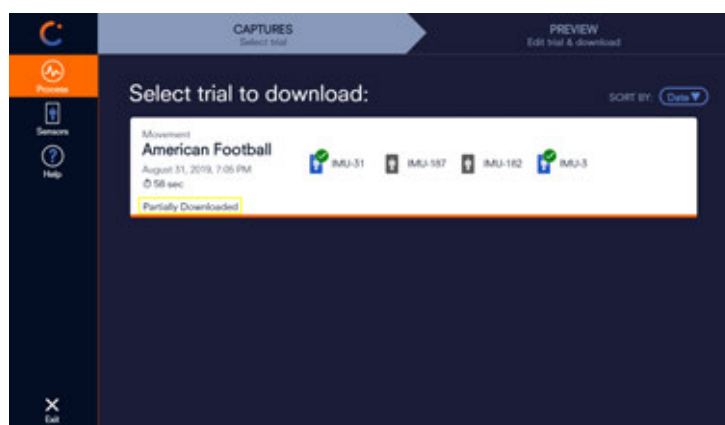 CAPTURES
Select trial
PREVIEW
Edit trial & download
Process
Sensors
Help
Select trial to download:
SORT BY: Date▼
Movement
American Football
August 31, 2019, 7:05 PM
58 sec
Partially Downloaded
IMU-31
IMU-187
IMU-182
IMU-3
Exit